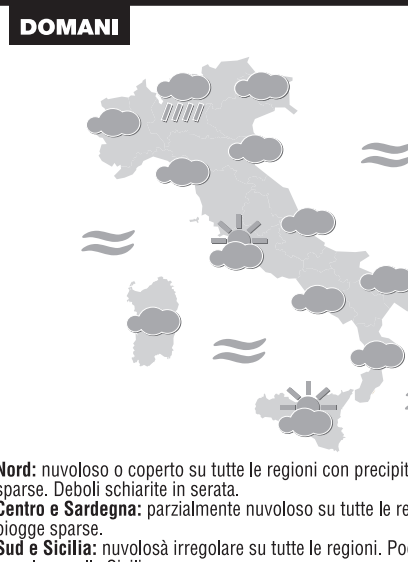 DOMANI
Nord: nuvoloso o coperto su tutte le regioni con precipit
sparse. Deboli schiarite in serata.
Centro e Sardegna: parzialmente nuvoloso su tutte le re
piogge sparse.
Sud e Sicilia: nuvolosà irregolare su tutte le regioni. Po